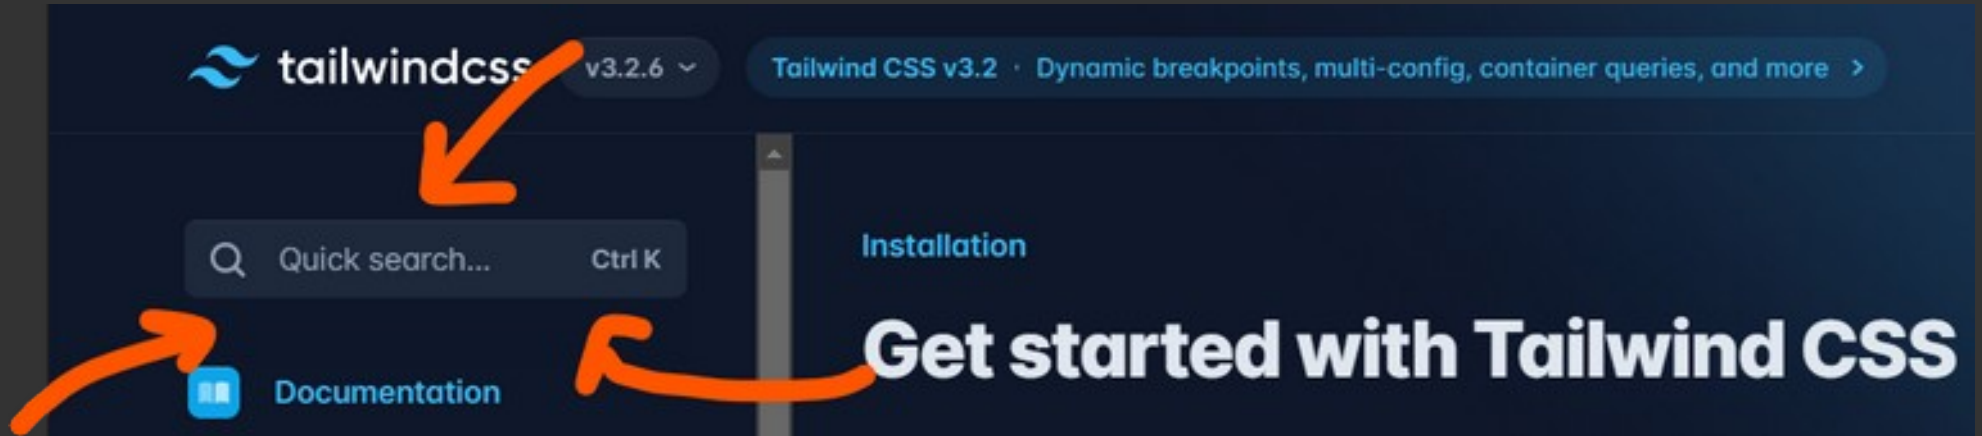 tailwindcss v3.2.6 Tailwind CSS v3.2 · Dynamic breakpoints, multi-config, container queries, and more
Quick search... Ctrl K
Installation
Get started with Tailwind CSS
Documentation